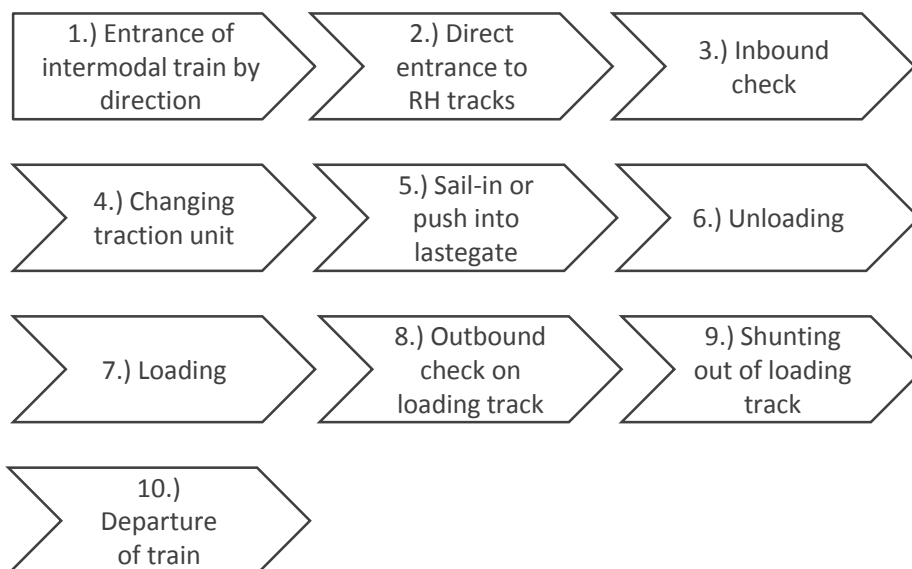 1.) Entrance of
intermodal train by
direction
2.) Direct
entrance to
RH tracks
3.) Inbound
check
4.) Changing
traction unit
5.) Sail-in or
push into
lastegate
6.) Unloading
7.) Loading
8.) Outbound
check on
loading track
9.) Shunting
out of loading
track
10.)
Departure
of train